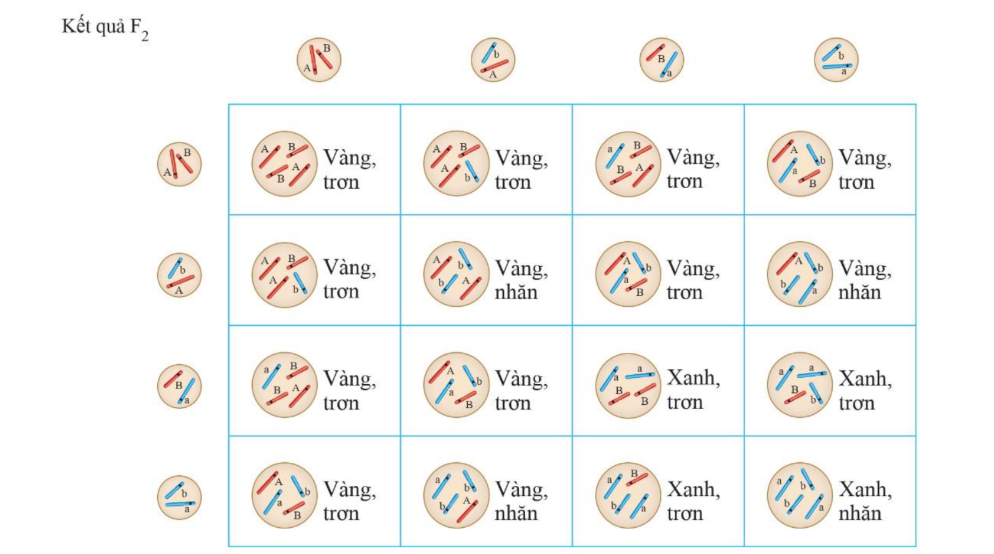 Kết quả F2
A B
b A
B a
b a
A B
A B B A
Vàng,
trơn
A B A b
Vàng,
trơn
a B B A
Vàng,
trơn
A b a B
Vàng,
trơn
b A
A B A b
Vàng,
trơn
A b b A
Vàng,
nhăn
A b a B
Vàng,
trơn
A b b a
Vàng,
nhăn
B a
a B B A
Vàng,
trơn
A b a B
Vàng,
trơn
a a B B
Xanh,
trơn
a a B b
Xanh,
trơn
b a
A b a B
Vàng,
trơn
a b b A
Vàng,
nhăn
a B b a
Xanh,
trơn
a b b a
Xanh,
nhăn